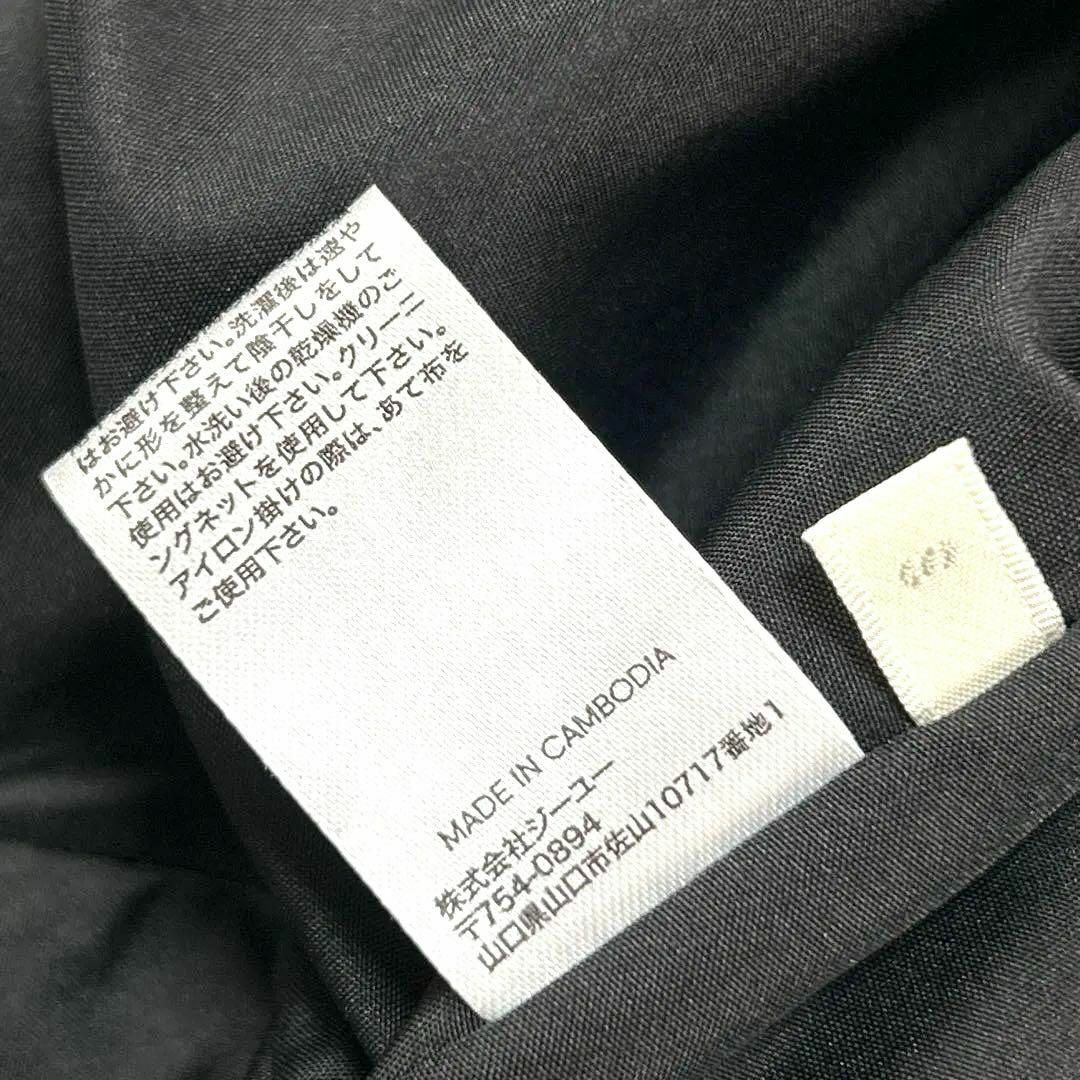 はお避け下さい。洗濯後は速や
かに形を整えて陰干しをして
下さい。水洗い後の乾燥機のご
使用はお避け下さい。クリーニ
ングネットを使用して下さい。
アイロン掛けの際は、あて布を
ご使用下さい。
MADE IN CAMBODIA
株式会社ジーユー
〒754-0894
山口県山口市佐山10717番地1